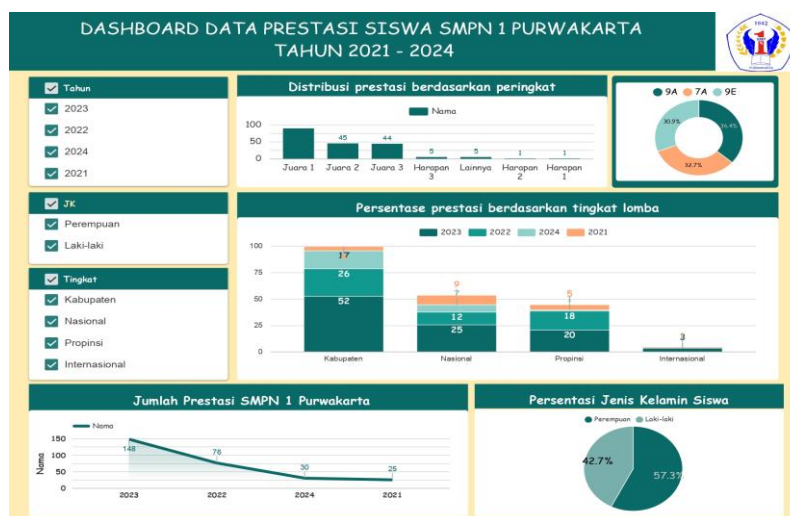 DASHBOARD DATA PRESTASI SISWA SMPN 1 PURWAKARTA
TAHUN 2021 - 2024
Tahun
2023
2022
2024
2021
JK
Perempuan
Laki-laki
Tingkat
Kabupaten
Nasional
Propinsi
Internasional
Distribusi prestasi berdasarkan peringkat
Nama
100
50
0
45
44
5
5
1
1
Juara 1
Juara 2
Juara 3
Harapan 3
Lainnya
Harapan 2
Harapan 1
9A 7A 9E
30.9%
36.4%
32.7%
Persentase prestasi berdasarkan tingkat lomba
2023 2022 2024 2021
100
75
50
25
0
17
26
52
9
7
12
25
5
1
18
20
3
Kabupaten
Nasional
Propinsi
Internasional
Jumlah Prestasi SMPN 1 Purwakarta
Nama
Nama
150
100
50
0
148
76
30
25
2023
2022
2024
2021
Persentasi Jenis Kelamin Siswa
Perempuan Laki-laki
42.7%
57.3%